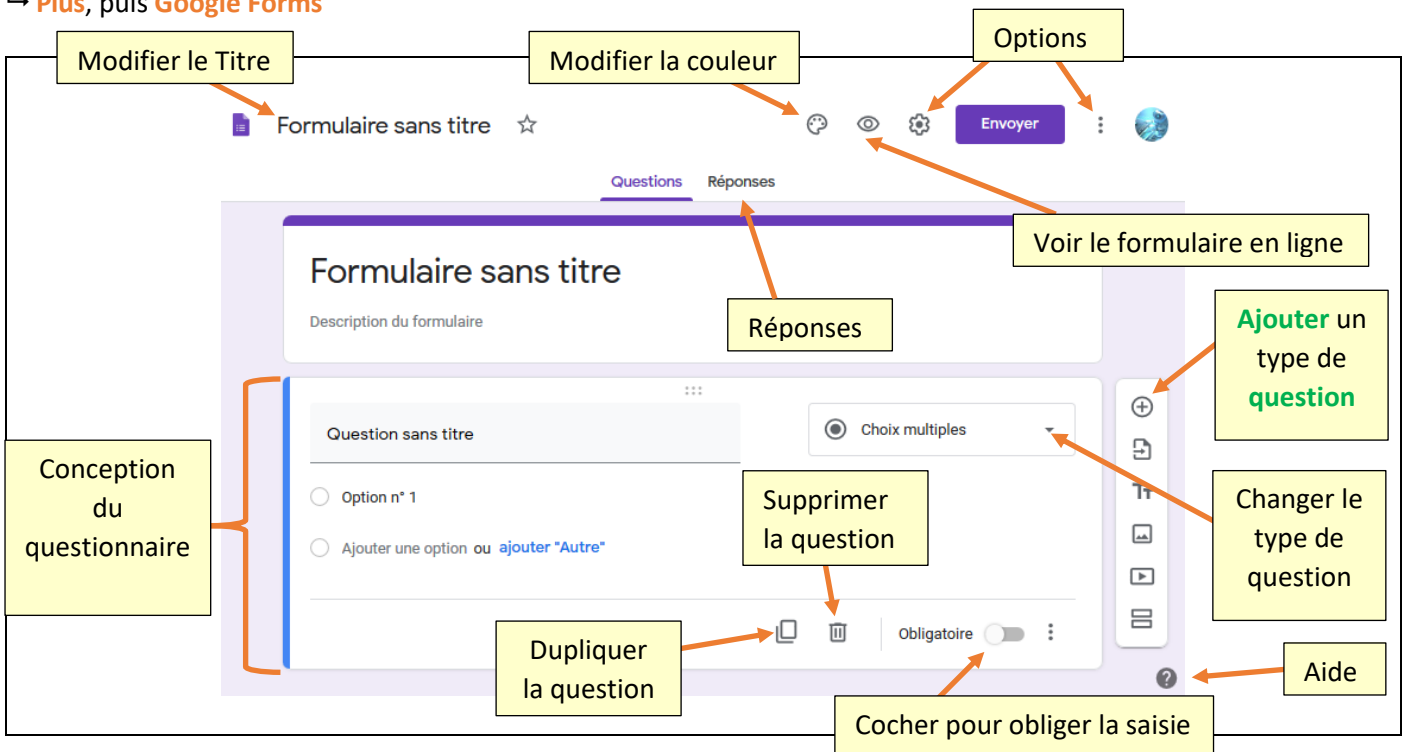 ↪ Plus, puis Google Forms
Options
Modifier le Titre
Modifier la couleur
Formulaire sans titre
Envoyer
Questions Réponses
Voir le formulaire en ligne
Formulaire sans titre
Description du formulaire
Réponses
Ajouter un
type de
question
Question sans titre
Choix multiples
Conception
du
questionnaire
Option n° 1
Ajouter une option ou ajouter "Autre"
Supprimer
la question
Changer le
type de
question
Tт
Obligatoire
Dupliquer
la question
Aide
Cocher pour obliger la saisie